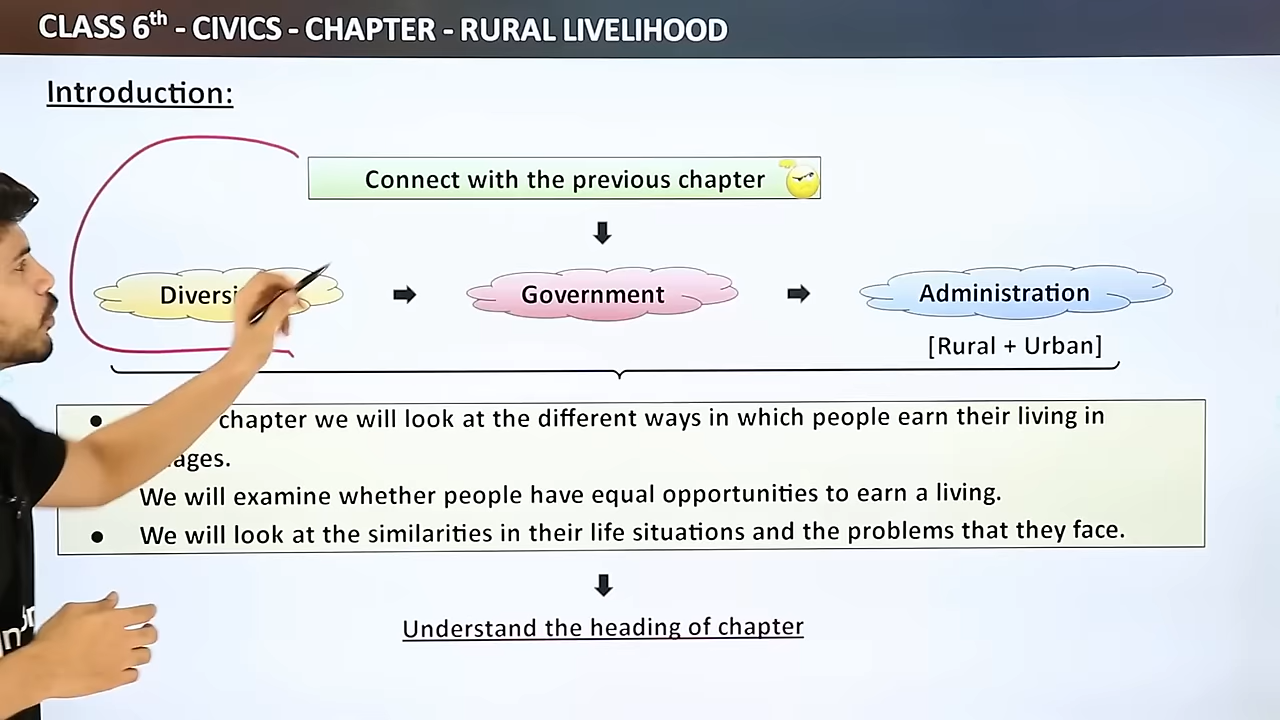 CLASS 6th - CIVICS - CHAPTER - RURAL LIVELIHOOD
Introduction:
Connect with the previous chapter
Government
Administration
[Rural + Urban]
chapter we will look at the different ways in which people earn their living in
We will examine whether people have equal opportunities to earn a living.
• We will look at the similarities in their life situations and the problems that they face.
Understand the heading of chapter